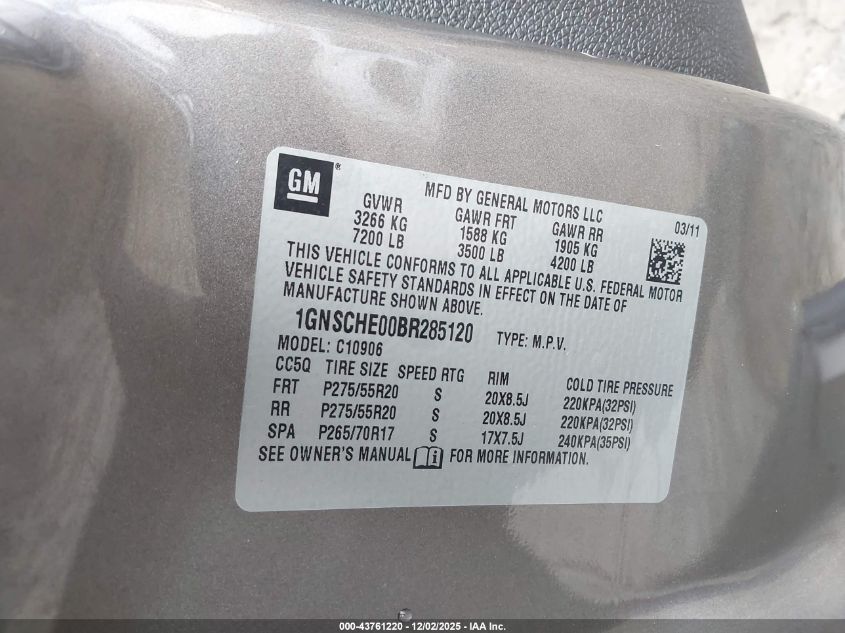 GM®
MFD BY GENERAL MOTORS LLC
03/11
GVWR GAWR FRT GAWR RR
3266 KG 1588 KG 1905 KG
7200 LB 3500 LB 4200 LB
THIS VEHICLE CONFORMS TO ALL APPLICABLE U.S. FEDERAL MOTOR
VEHICLE SAFETY STANDARDS IN EFFECT ON THE DATE OF
MANUFACTURE SHOWN ABOVE.
1GNSCHE00BR285120 TYPE: M.P.V.
MODEL: C10906
CC5Q TIRE SIZE SPEED RTG RIM COLD TIRE PRESSURE
FRT P275/55R20 S 20X8.5J 220KPA(32PSI)
RR P275/55R20 S 20X8.5J 220KPA(32PSI)
SPA P265/70R17 S 17X7.5J 240KPA(35PSI)
SEE OWNER'S MANUAL i FOR MORE INFORMATION.
000-43761220 - 12/02/2025 - IAA Inc.